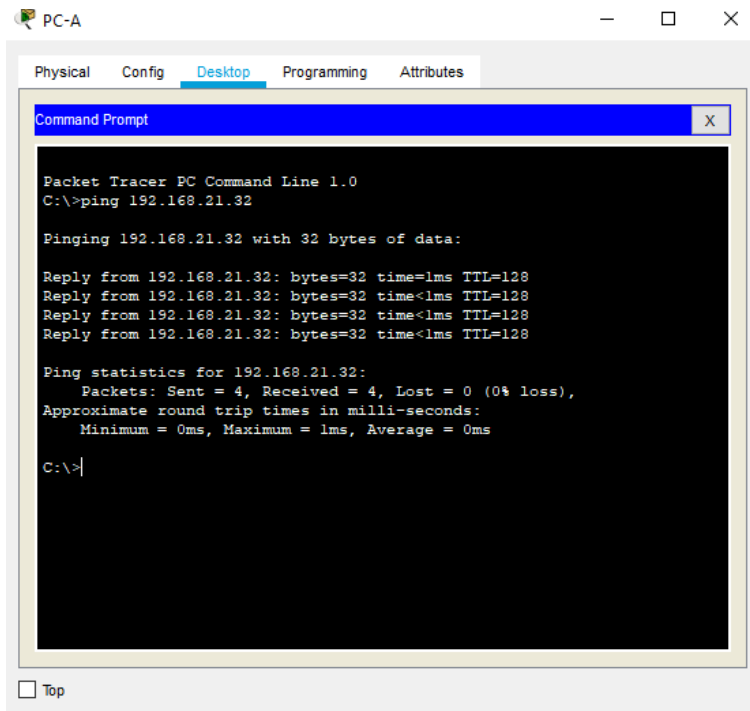 PC-A
Physical Config Desktop Programming Attributes
Command Prompt
X
Packet Tracer PC Command Line 1.0
C:\>ping 192.168.21.32
Pinging 192.168.21.32 with 32 bytes of data:
Reply from 192.168.21.32: bytes=32 time=1ms TTL=128
Reply from 192.168.21.32: bytes=32 time<1ms TTL=128
Reply from 192.168.21.32: bytes=32 time<1ms TTL=128
Reply from 192.168.21.32: bytes=32 time<1ms TTL=128
Ping statistics for 192.168.21.32:
Packets: Sent = 4, Received = 4, Lost = 0 (0% loss),
Approximate round trip times in milli-seconds:
Minimum = 0ms, Maximum = 1ms, Average = 0ms
C:\>
Top